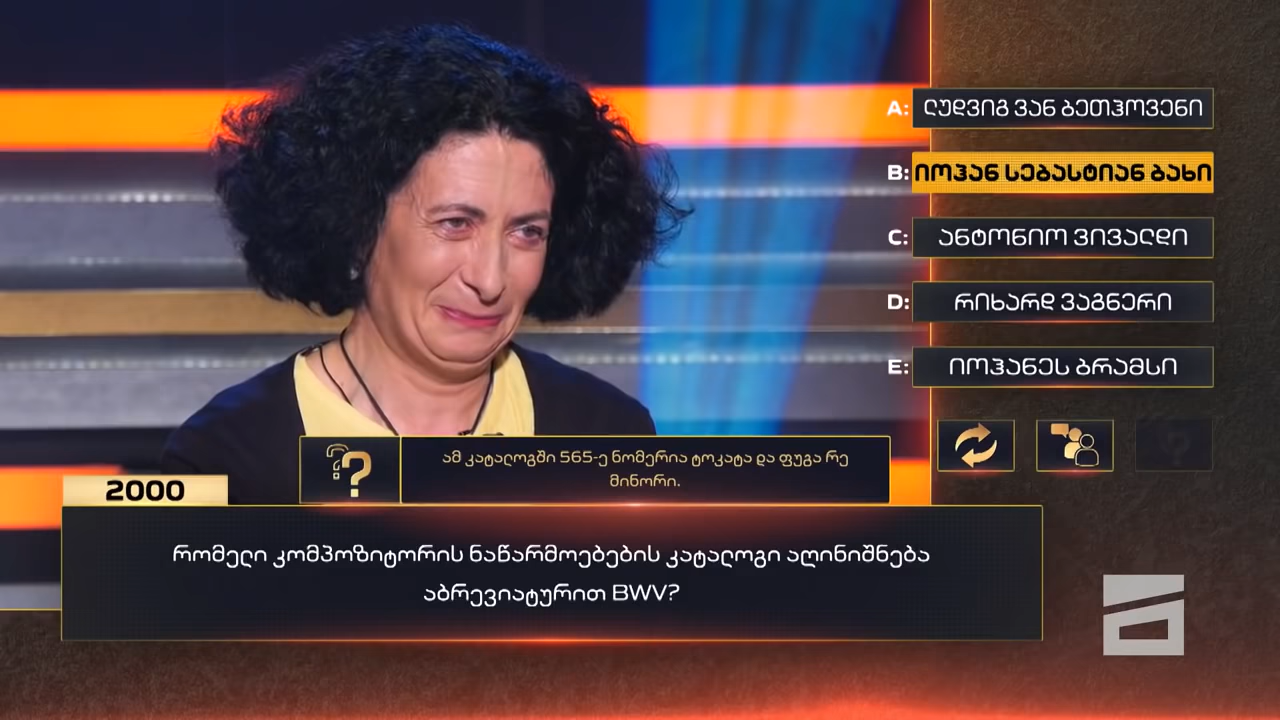 A: ლუდვიგ ვან ბეთჰოვენი
B: იოჰან სებასტიან ბახი
C: ანტონიო ვივალდი
D: რიხარდ ვაგნერი
E: იოჰანეს ბრამსი
ამ კატალოგში 565-ე ნომერია ტოკატა და ფუგა რე
მინორი.
2000
რომელი კომპოზიტორის ნაწარმოებების კატალოგი აღინიშნება
აბრევიატურით BWV?